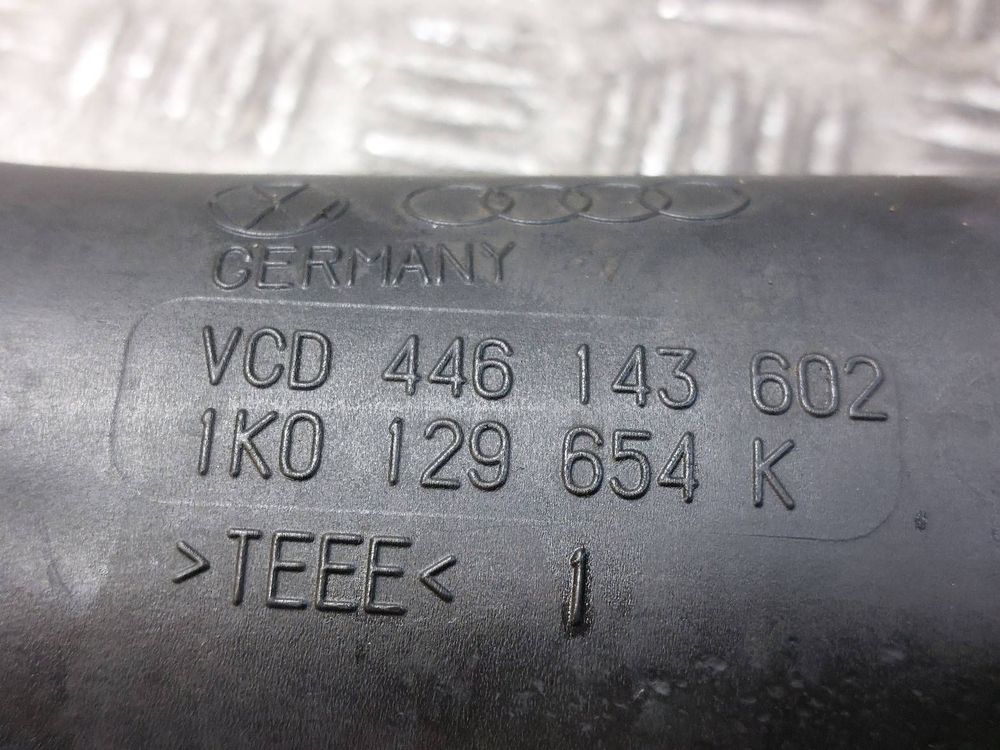 GERMANY
VCD 446 143 602
1K0 129 654 K
>TEEE< 1